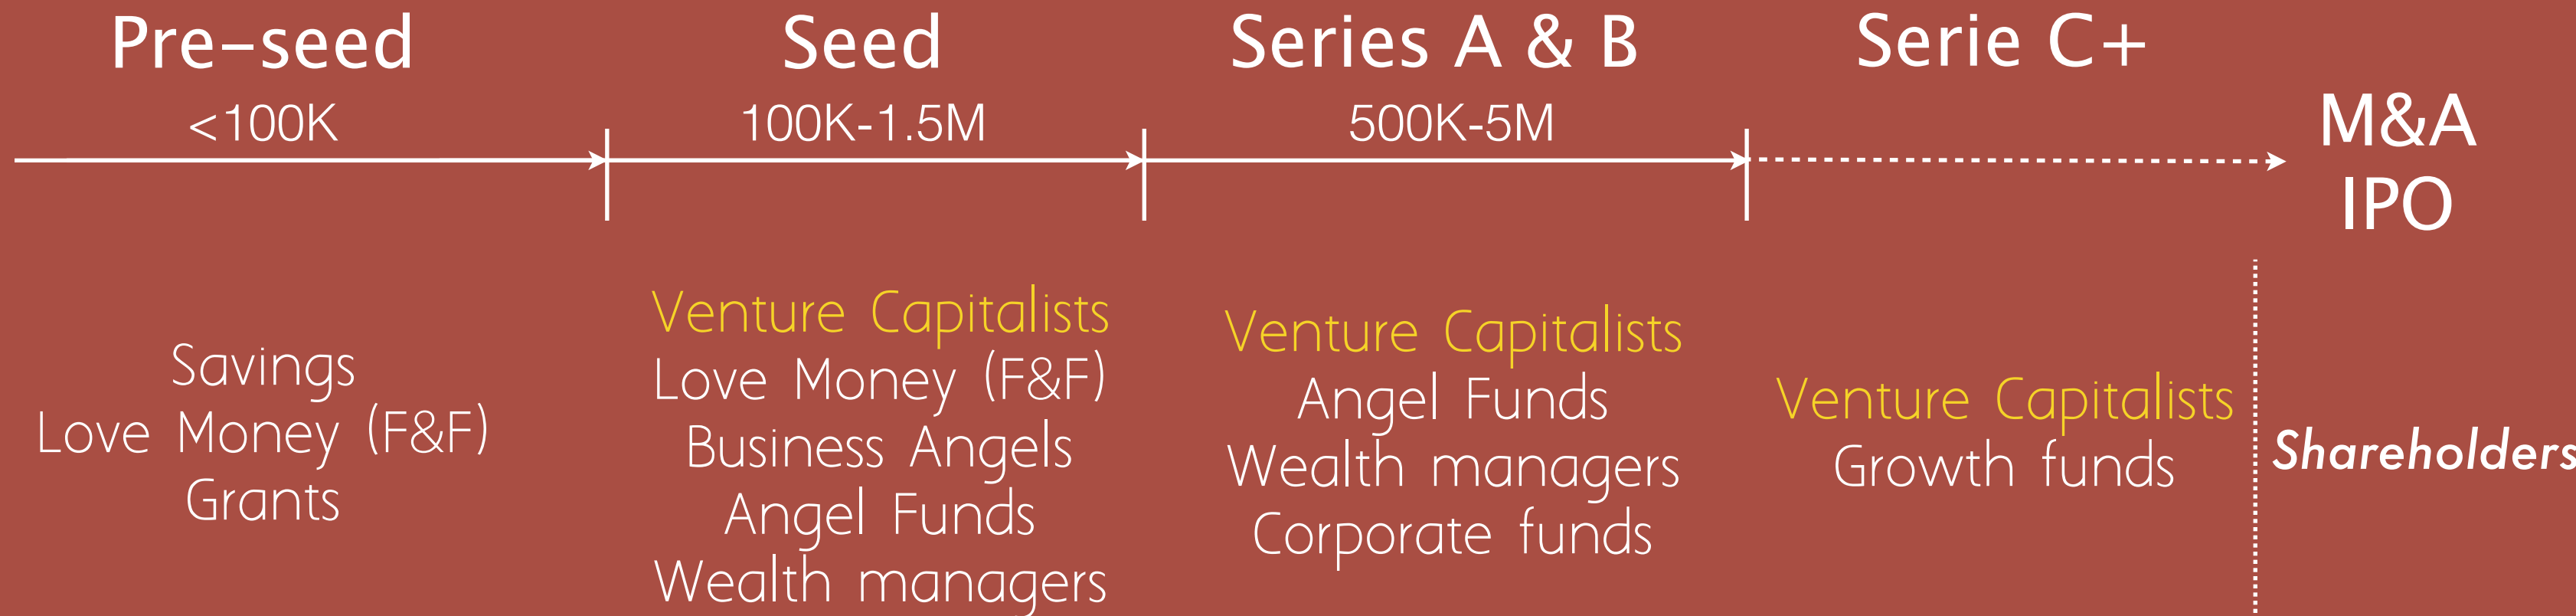 Pre-seed
<100K
Seed
100K-1.5M
Series A & B
500K-5M
Serie C+
M&A
IPO
Savings
Love Money (F&F)
Grants
Venture Capitalists
Love Money (F&F)
Business Angels
Angel Funds
Wealth managers
Venture Capitalists
Angel Funds
Wealth managers
Corporate funds
Venture Capitalists
Growth funds
Shareholders